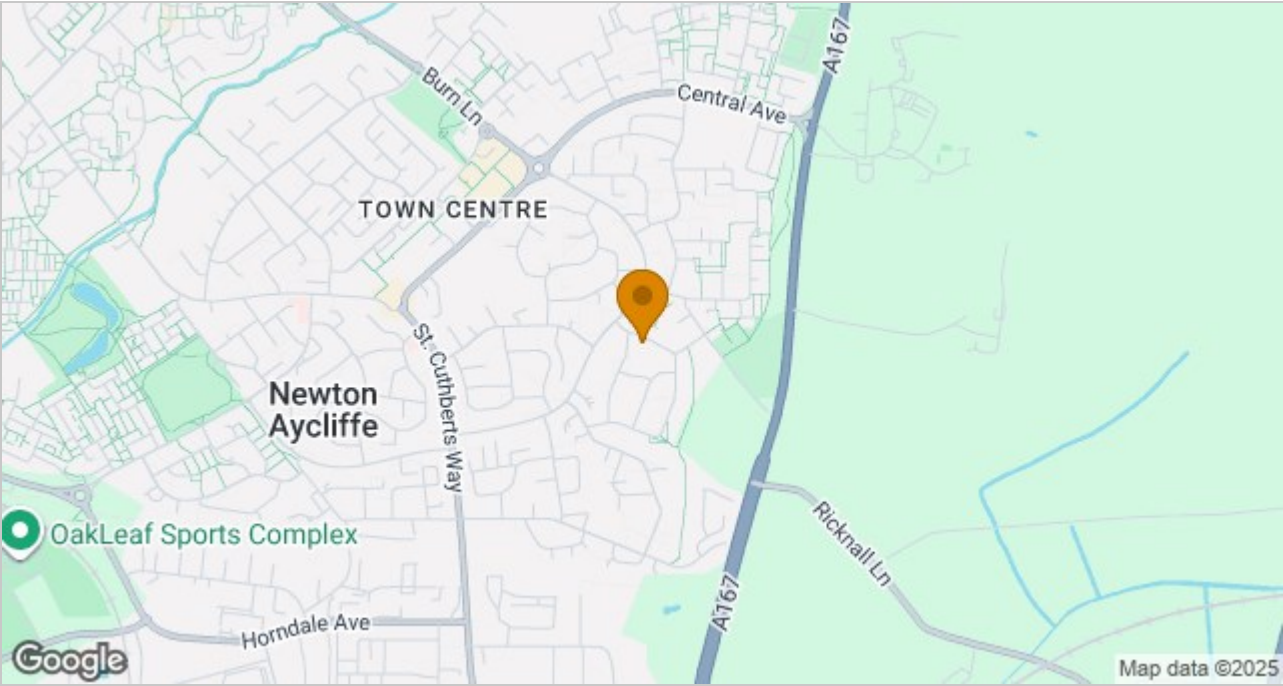 A167
Burn Ln
Central Ave
TOWN CENTRE
St. Cuthberts Way
Newton
Aycliffe
OakLeaf Sports Complex
Ricknall Ln
A167
Horndale Ave
Google
Map data ©2025